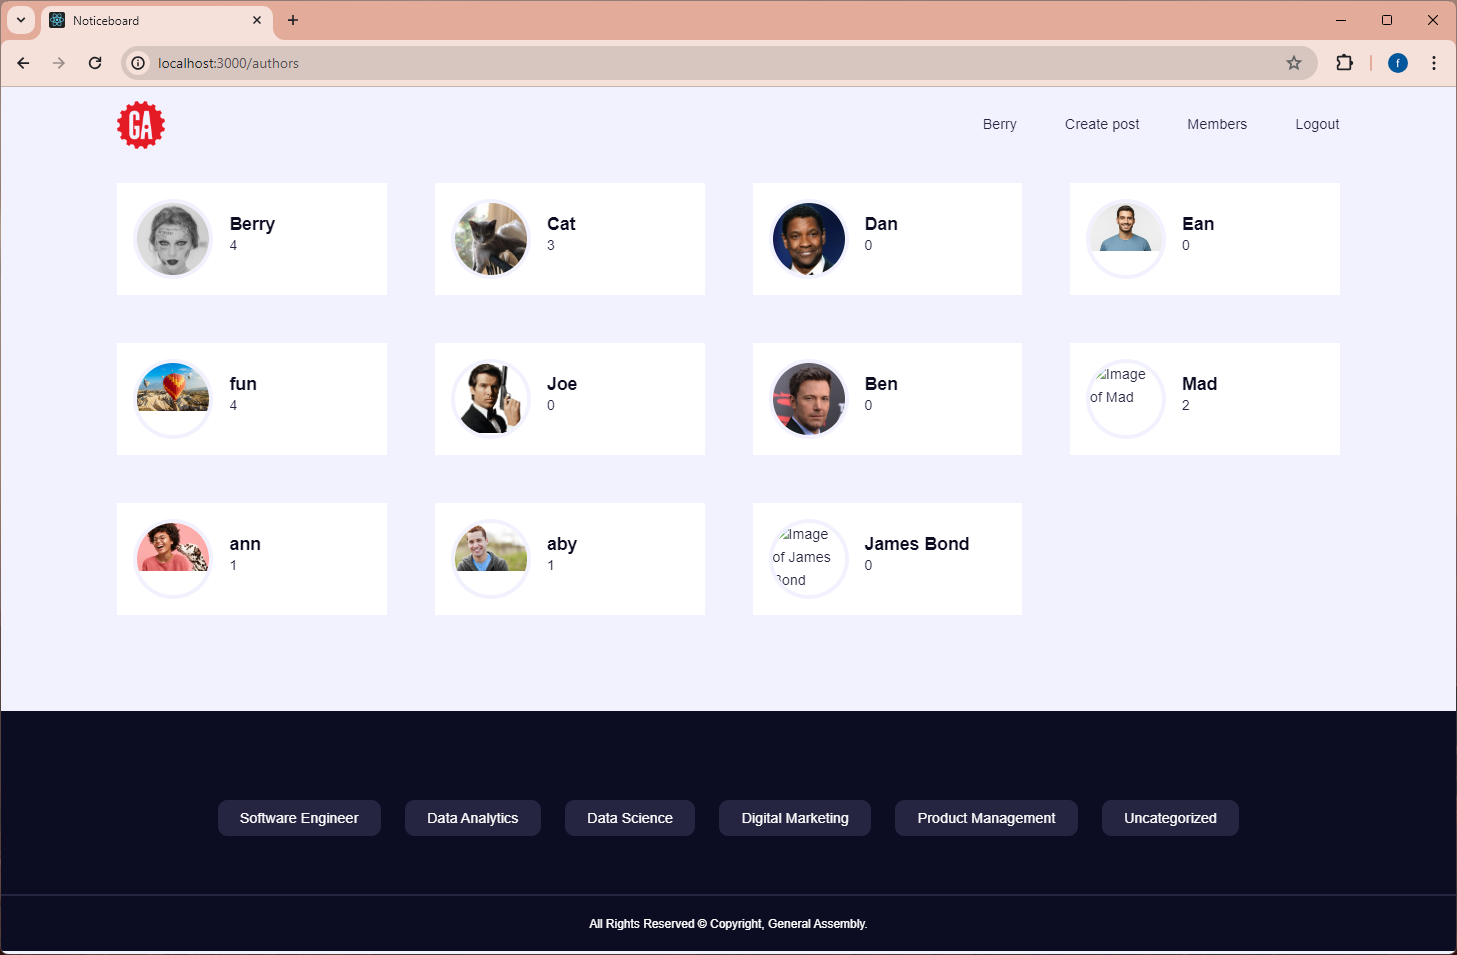 Noticeboard
localhost:3000/authors
f
GA
Berry Create post Members Logout
Berry
4
Cat
3
Dan
0
Ean
0
fun
4
Joe
0
Ben
0
Image
of Mad
Mad
2
ann
1
aby
1
Image
of James
Bond
James Bond
0
Software Engineer Data Analytics Data Science Digital Marketing Product Management Uncategorized
All Rights Reserved © Copyright, General Assembly.